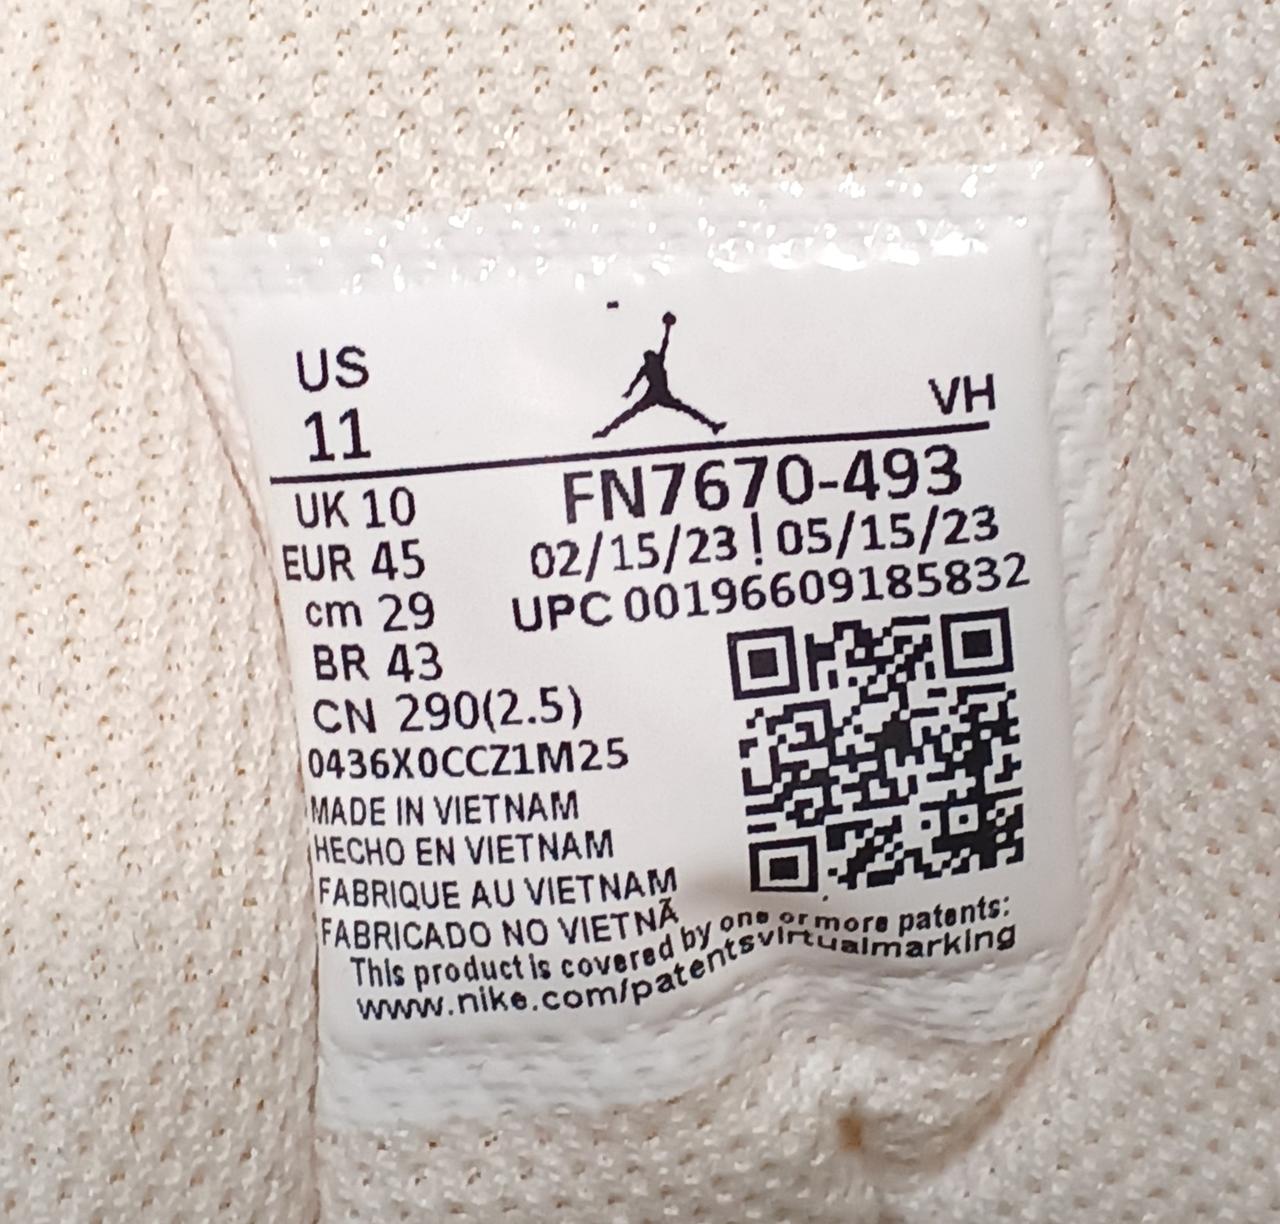 US
11
VH
UK 10
EUR 45
cm 29
BR 43
CN 290(2.5)
FN7670-493
02/15/23 ! 05/15/23
UPC 00196609185832
0436X0CCZ1M25
MADE IN VIETNAM
HECHO EN VIETNAM
FABRIQUE AU VIETNAM
FABRICADO NO VIETNÃ
This product is covered by one or more patents:
www.nike.com/patentsvirtualmarking